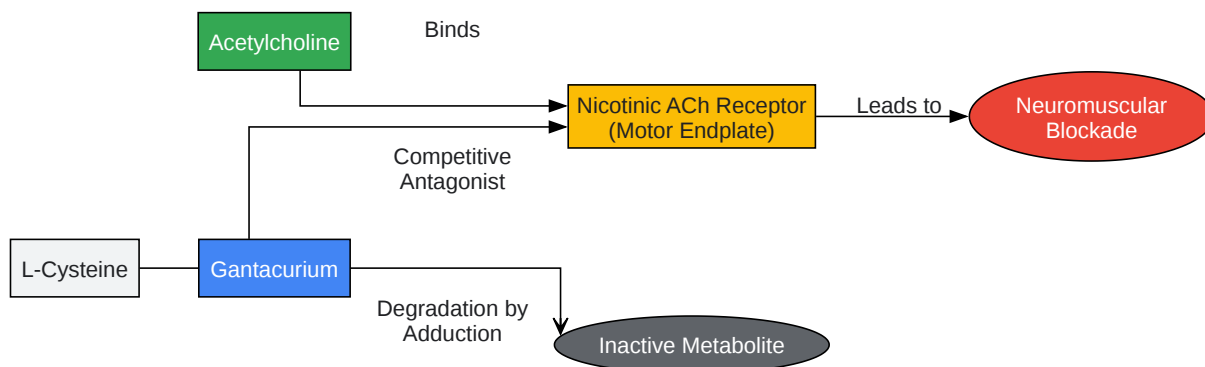 Acetylcholine
Binds
Nicotinic ACh Receptor
(Motor Endplate)
Leads to
Neuromuscular
Blockade
Competitive
Antagonist
L-Cysteine
Gantacurium
Degradation by
Adduction
Inactive Metabolite